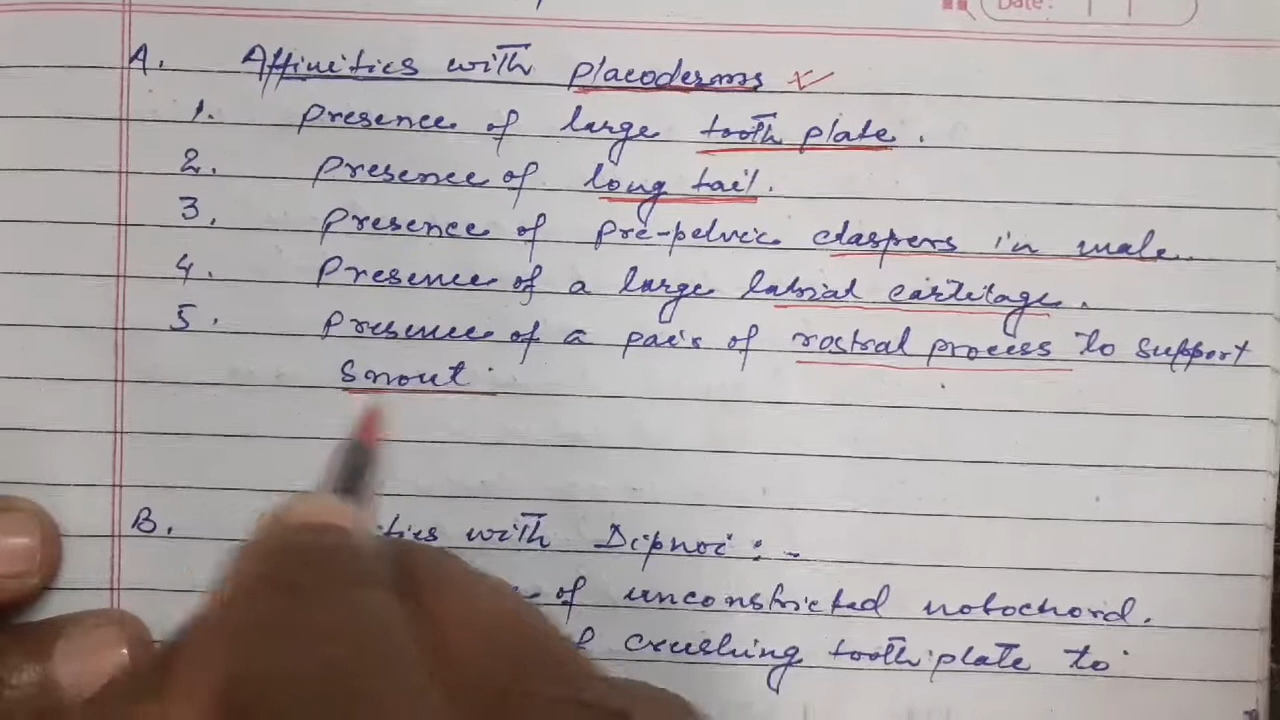 Date:
A. Affinities with placoderms
1. Presence of large tooth plate.
2. Presence of long tail.
3. Presence of pre-pelvic claspers in male.
4. Presence of a large labial cartilage.
5. Presence of a pair of rostral process to support
Snout.
B. with Dipnoi :-
of unconstricted notochord.
crushing tooth plate to